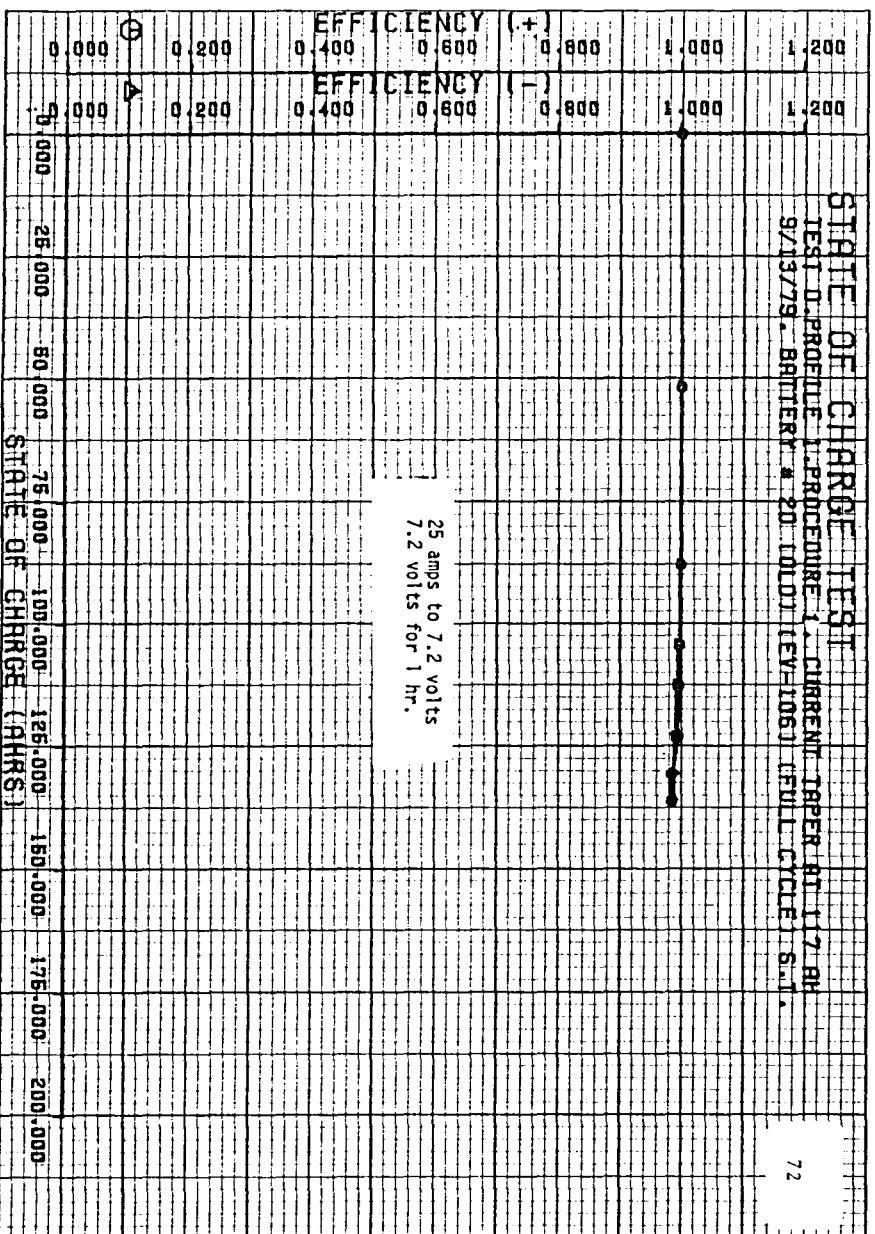 STATE OF CHARGE TEST
TEST D.PROFILE 1.PROCEDURE 1. CURRENT TAPER AT 117 AH
9/13/79. BATTERY # 20 (OLD) (EV-106) (FULL CYCLE) S.T.
72
EFFICIENCY (+)
0.000 0.200 0.400 0.600 0.800 1.000 1.200
EFFICIENCY (-)
0.000 0.200 0.400 0.600 0.800 1.000 1.200
25 amps to 7.2 volts
7.2 volts for 1 hr.
0.000 25.000 50.000 75.000 100.000 125.000 150.000 175.000 200.000
STATE OF CHARGE (AHRS)